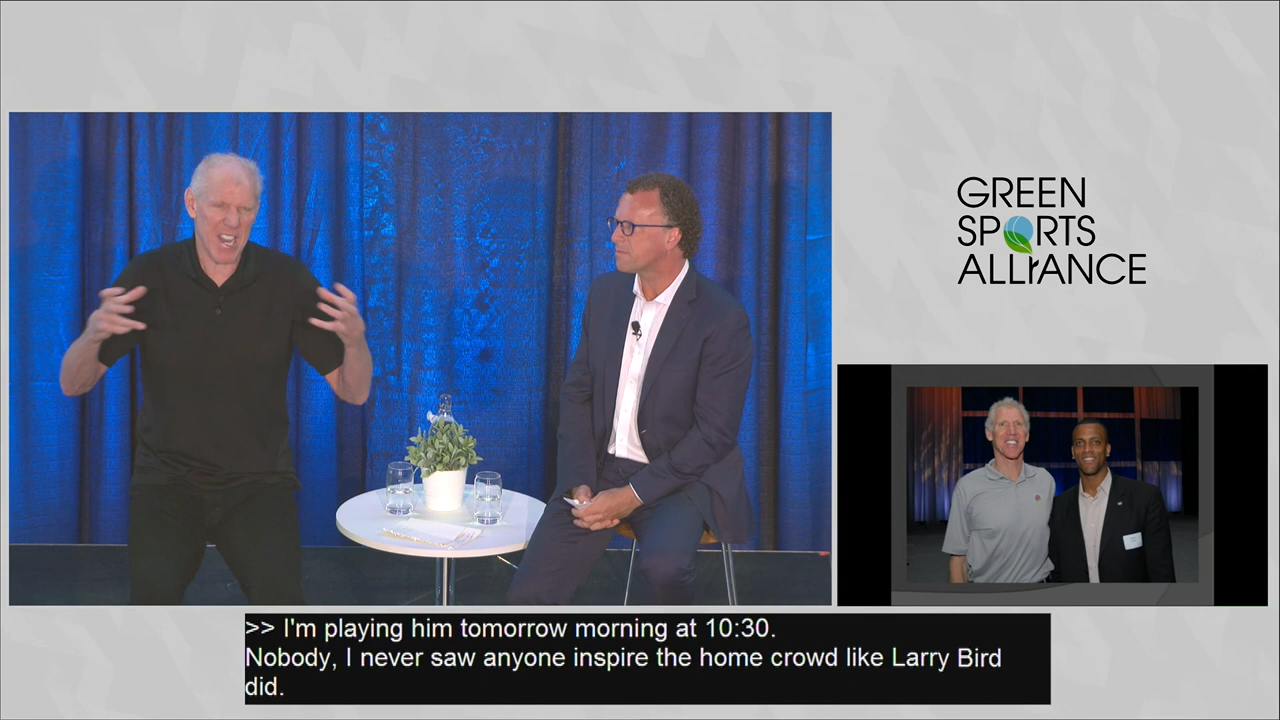 GREEN
SPORTS
ALLIANCE
>> I'm playing him tomorrow morning at 10:30.
Nobody, I never saw anyone inspire the home crowd like Larry Bird
did.